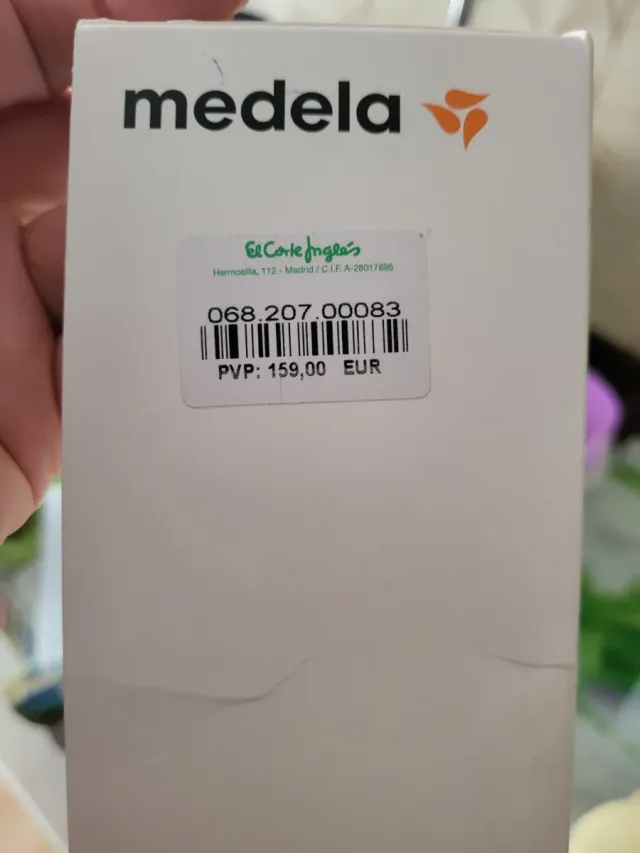 medela
El Corte Inglés
Hermosilla, 112 - Madrid / C.I.F. A-28017895
068.207.00083
PVP: 159,00 EUR